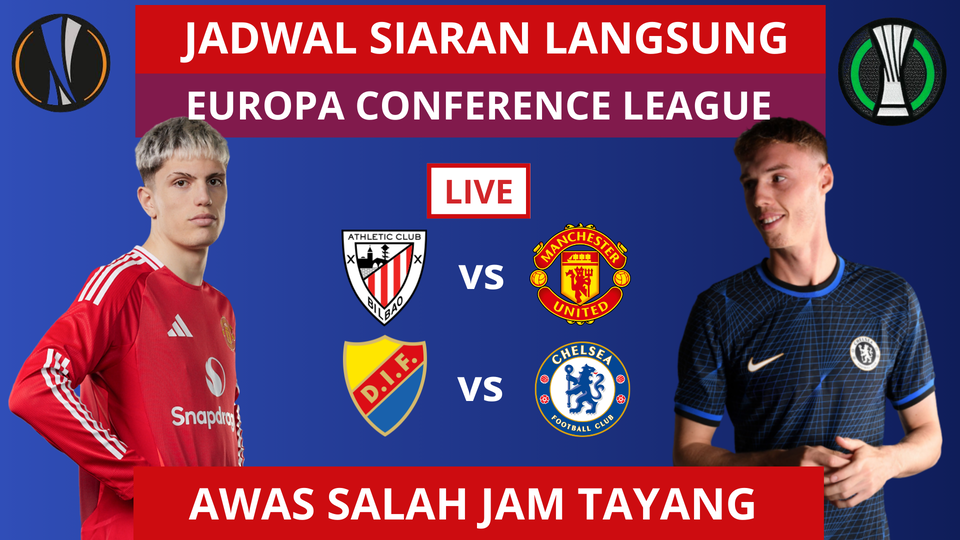 JADWAL SIARAN LANGSUNG
EUROPA CONFERENCE LEAGUE
LIVE
ATHLETIC CLUB
BILBAO
VS
MANCHESTER
UNITED
D.I.F.
VS
CHELSEA
FOOTBALL CLUB
Snapdragon
AWAS SALAH JAM TAYANG